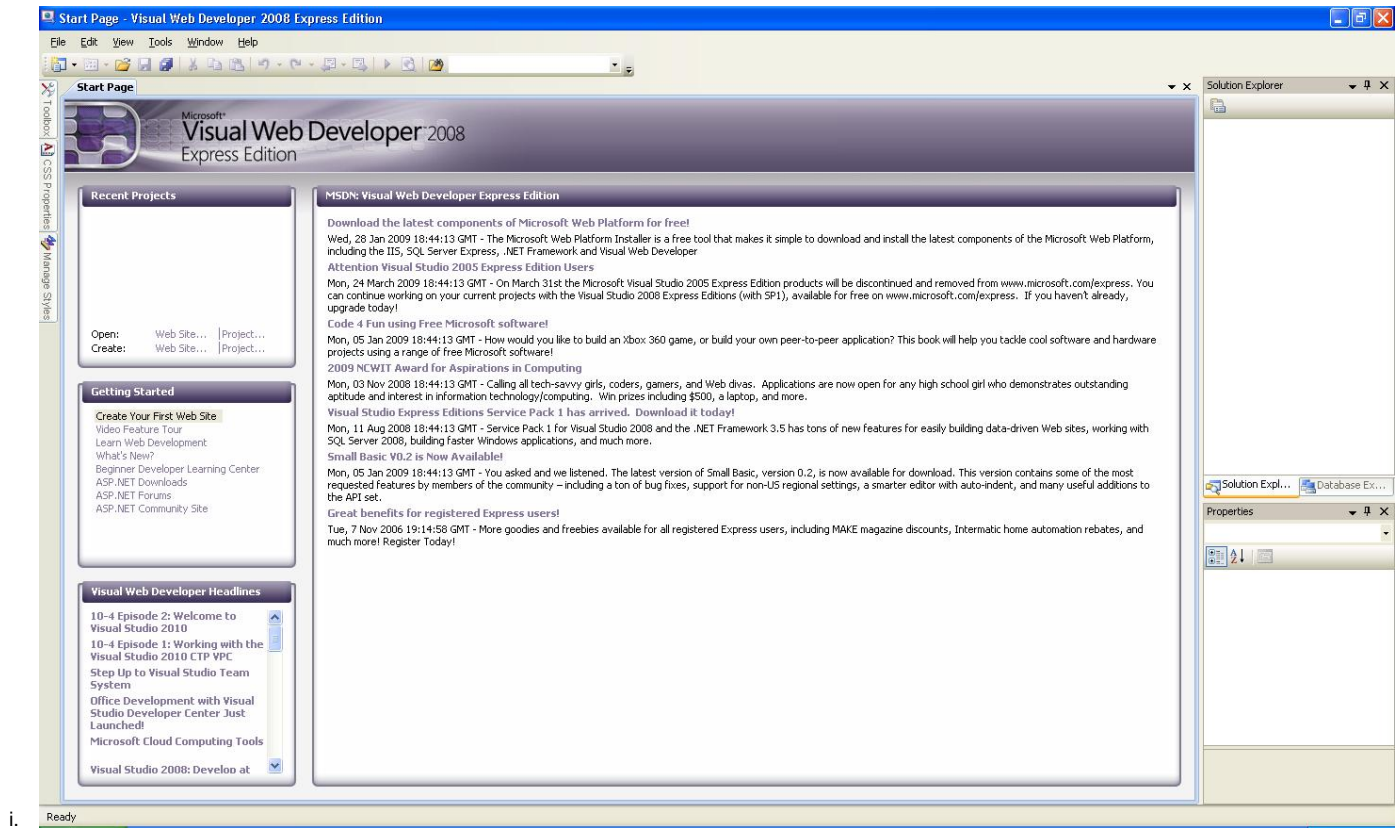 Start Page - Visual Web Developer 2008 Express Edition
File Edit View Tools Window Help
Toolbox
CSS Properties
Manage Styles
Start Page
Microsoft®
Visual Web Developer 2008
Express Edition
Recent Projects
Open: Web Site... | Project...
Create: Web Site... | Project...
Getting Started
Create Your First Web Site
Video Feature Tour
Learn Web Development
What's New?
Beginner Developer Learning Center
ASP.NET Downloads
ASP.NET Forums
ASP.NET Community Site
Visual Web Developer Headlines
10-4 Episode 2: Welcome to
Visual Studio 2010
10-4 Episode 1: Working with the
Visual Studio 2010 CTP VPC
Step Up to Visual Studio Team
System
Office Development with Visual
Studio Developer Center Just
Launched!
Microsoft Cloud Computing Tools
Visual Studio 2008: Develop at
MSDN: Visual Web Developer Express Edition
Download the latest components of Microsoft Web Platform for free!
Wed, 28 Jan 2009 18:44:13 GMT - The Microsoft Web Platform Installer is a free tool that makes it simple to download and install the latest components of the Microsoft Web Platform,
including the IIS, SQL Server Express, .NET Framework and Visual Web Developer
Attention Visual Studio 2005 Express Edition Users
Mon, 24 March 2009 18:44:13 GMT - On March 31st the Microsoft Visual Studio 2005 Express Edition products will be discontinued and removed from www.microsoft.com/express. You
can continue working on your current projects with the Visual Studio 2008 Express Editions (with SP1), available for free on www.microsoft.com/express. If you haven't already,
upgrade today!
Code 4 Fun using Free Microsoft software!
Mon, 05 Jan 2009 18:44:13 GMT - How would you like to build an Xbox 360 game, or build your own peer-to-peer application? This book will help you tackle cool software and hardware
projects using a range of free Microsoft software!
2009 NCWIT Award for Aspirations in Computing
Mon, 03 Nov 2008 18:44:13 GMT - Calling all tech-savvy girls, coders, gamers, and Web divas. Applications are now open for any high school girl who demonstrates outstanding
aptitude and interest in information technology/computing. Win prizes including $500, a laptop, and more.
Visual Studio Express Editions Service Pack 1 has arrived. Download it today!
Mon, 11 Aug 2008 18:44:13 GMT - Service Pack 1 for Visual Studio 2008 and the .NET Framework 3.5 has tons of new features for easily building data-driven Web sites, working with
SQL Server 2008, building faster Windows applications, and much more.
Small Basic V0.2 is Now Available!
Mon, 05 Jan 2009 18:44:13 GMT - You asked and we listened. The latest version of Small Basic, version 0.2, is now available for download. This version contains some of the most
requested features by members of the community – including a ton of bug fixes, support for non-US regional settings, a smarter editor with auto-indent, and many useful additions to
the API set.
Great benefits for registered Express users!
Tue, 7 Nov 2006 19:14:58 GMT - More goodies and freebies available for all registered Express users, including MAKE magazine discounts, Intermatic home automation rebates, and
much more! Register Today!
Solution Explorer
Solution Expl... Database Ex...
Properties
i.
Ready